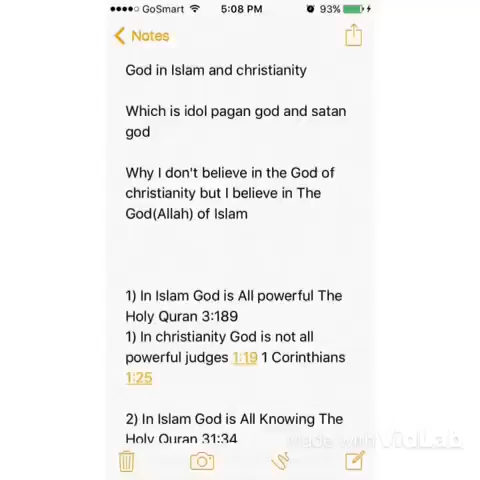 GoSmart 5:08 PM 93%
Notes
God in Islam and christianity
Which is idol pagan god and satan
god
Why I don't believe in the God of
christianity but I believe in The
God(Allah) of Islam
1) In Islam God is All powerful The
Holy Quran 3:189
1) In christianity God is not all
powerful judges 1:19 1 Corinthians
1:25
2) In Islam God is All Knowing The
Holy Quran 31:34
Made with VidLab